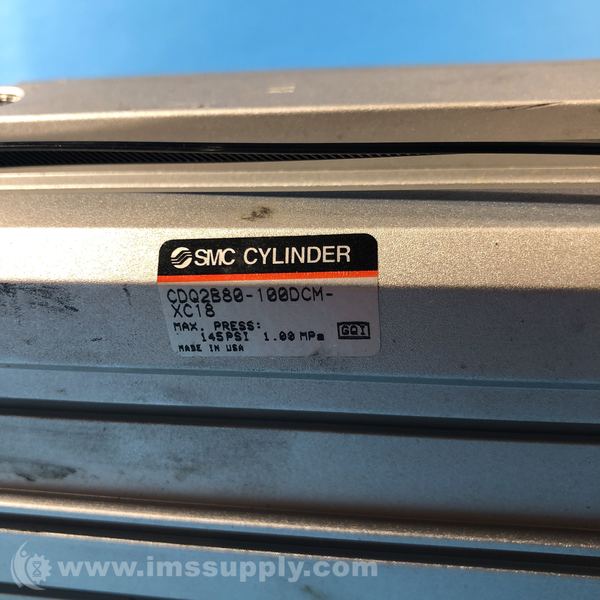 SMC CYLINDER
CDQ2B80-100DCM-
XC18
MAX. PRESS:
145PSI 1.00 MPa
GQI
MADE IN USA
www.imssupply.com